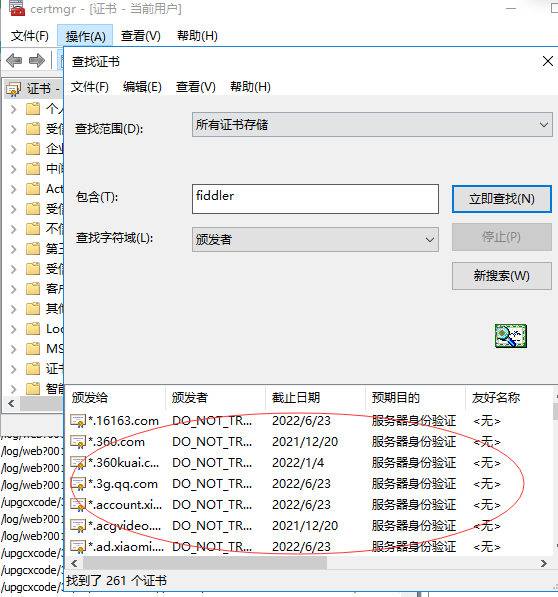 certmgr - [证书 - 当前用户]
文件(F) 操作(A) 查看(V) 帮助(H)
查找证书
文件(F) 编辑(E) 查看(V) 帮助(H)
证书 -
个人
受信
企业
中间
Act
受信
不信
第三
受信
客户
其他
Loc
MS
证书
智能
查找范围(D):
所有证书存储
包含(T):
fiddler
立即查找(N)
查找字符域(L):
颁发者
停止(P)
新搜索(W)
颁发给 颁发者 截止日期 预期目的 友好名称
*.16163.com DO_NOT_TR... 2022/6/23 服务器身份验证 <无>
*.360.com DO_NOT_TR... 2021/12/20 服务器身份验证 <无>
*.360kuai.c... DO_NOT_TR... 2022/1/4 服务器身份验证 <无>
*.3g.qq.com DO_NOT_TR... 2022/6/23 服务器身份验证 <无>
*.account.xi... DO_NOT_TR... 2022/6/23 服务器身份验证 <无>
*.acgvideo.... DO_NOT_TR... 2021/12/20 服务器身份验证 <无>
*.ad.xiaomi.... DO_NOT_TR... 2022/6/23 服务器身份验证 <无>
找到了 261 个证书
/log/web?001
/log/web?001
/log/web?001
/log/web?001
/upgcxcode/
/log/web?001
/log/web?001
/upgcxcode/
/upgcxcode/